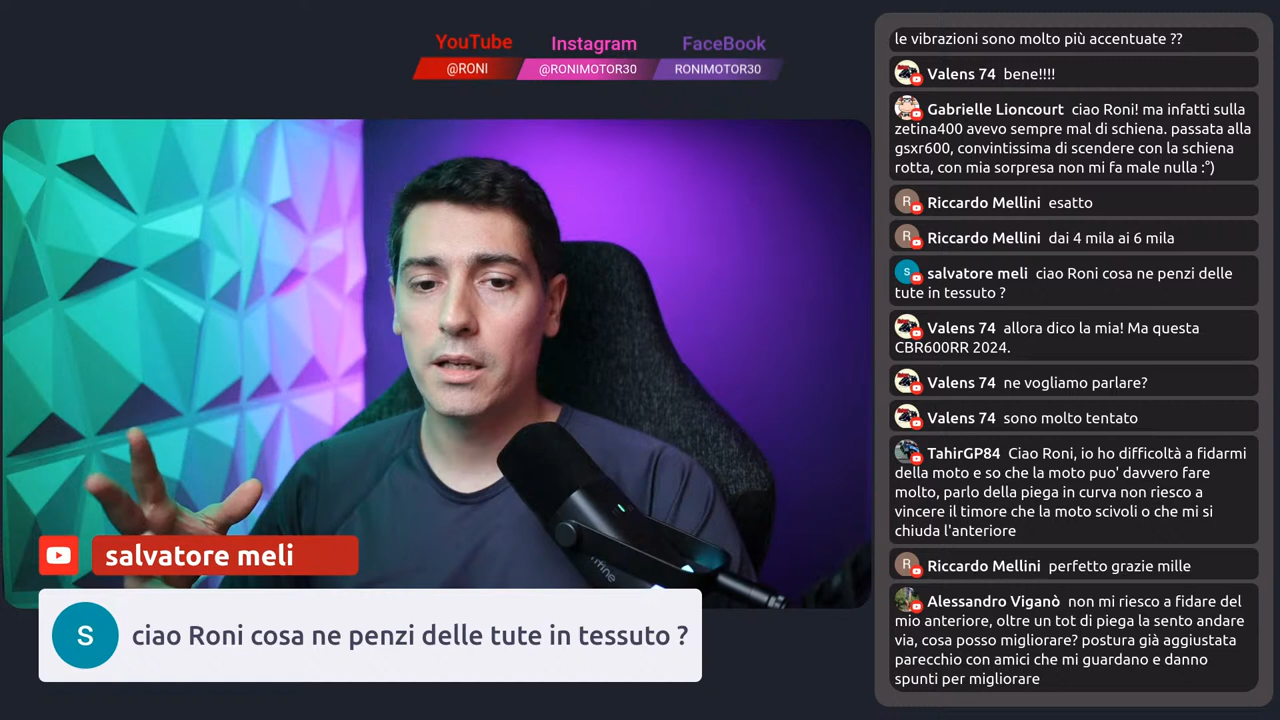 YouTube
Instagram
FaceBook
@RONI
@RONIMOTOR30
RONIMOTOR30
le vibrazioni sono molto più accentuate ??
Valens 74 bene!!!!
Gabrielle Lioncourt ciao Roni! ma infatti sulla
zetina400 avevo sempre mal di schiena. passata alla
gsxr600, convintissima di scendere con la schiena
rotta, con mia sorpresa non mi fa male nulla :°)
R
Riccardo Mellini esatto
R
Riccardo Mellini dai 4 mila ai 6 mila
s
salvatore meli ciao Roni cosa ne penzi delle
tute in tessuto ?
Valens 74 allora dico la mia! Ma questa
CBR600RR 2024.
Valens 74 ne vogliamo parlare?
Valens 74 sono molto tentato
TahirGP84 Ciao Roni, io ho difficoltà a fidarmi
della moto e so che la moto puo' davvero fare
molto, parlo della piega in curva non riesco a
vincere il timore che la moto scivoli o che mi si
chiuda l'anteriore
R
Riccardo Mellini perfetto grazie mille
Alessandro Viganò non mi riesco a fidare del
mio anteriore, oltre un tot di piega la sento andare
via, cosa posso migliorare? postura già aggiustata
parecchio con amici che mi guardano e danno
spunti per migliorare
salvatore meli
s
ciao Roni cosa ne penzi delle tute in tessuto ?